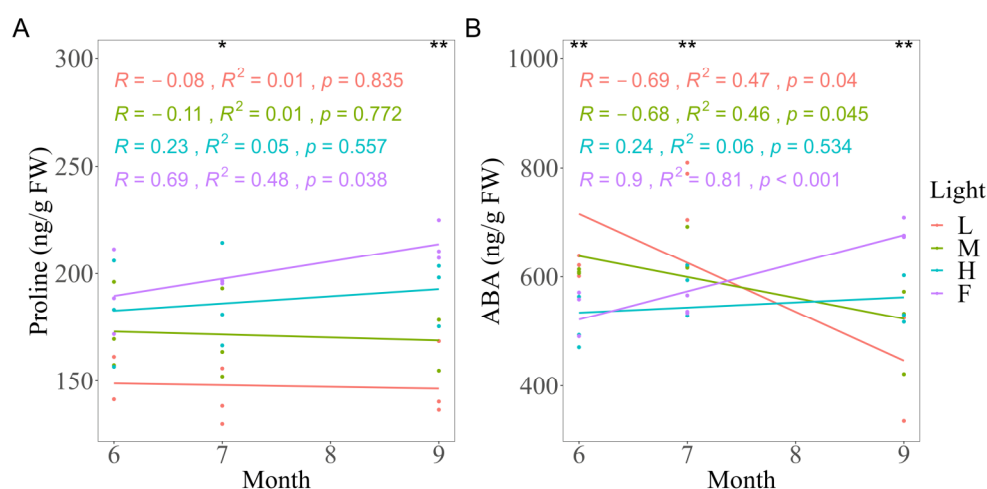 A
* **
300
250
200
150
R = − 0.08 , R² = 0.01 , p = 0.835
R = − 0.11 , R² = 0.01 , p = 0.772
R = 0.23 , R² = 0.05 , p = 0.557
R = 0.69 , R² = 0.48 , p = 0.038
Proline (ng/g FW)
6 7 8 9
Month
B
** ** **
1000
800
600
400
R = − 0.69 , R² = 0.47 , p = 0.04
R = − 0.68 , R² = 0.46 , p = 0.045
R = 0.24 , R² = 0.06 , p = 0.534
R = 0.9 , R² = 0.81 , p < 0.001
ABA (ng/g FW)
6 7 8 9
Month
Light
L
M
H
F